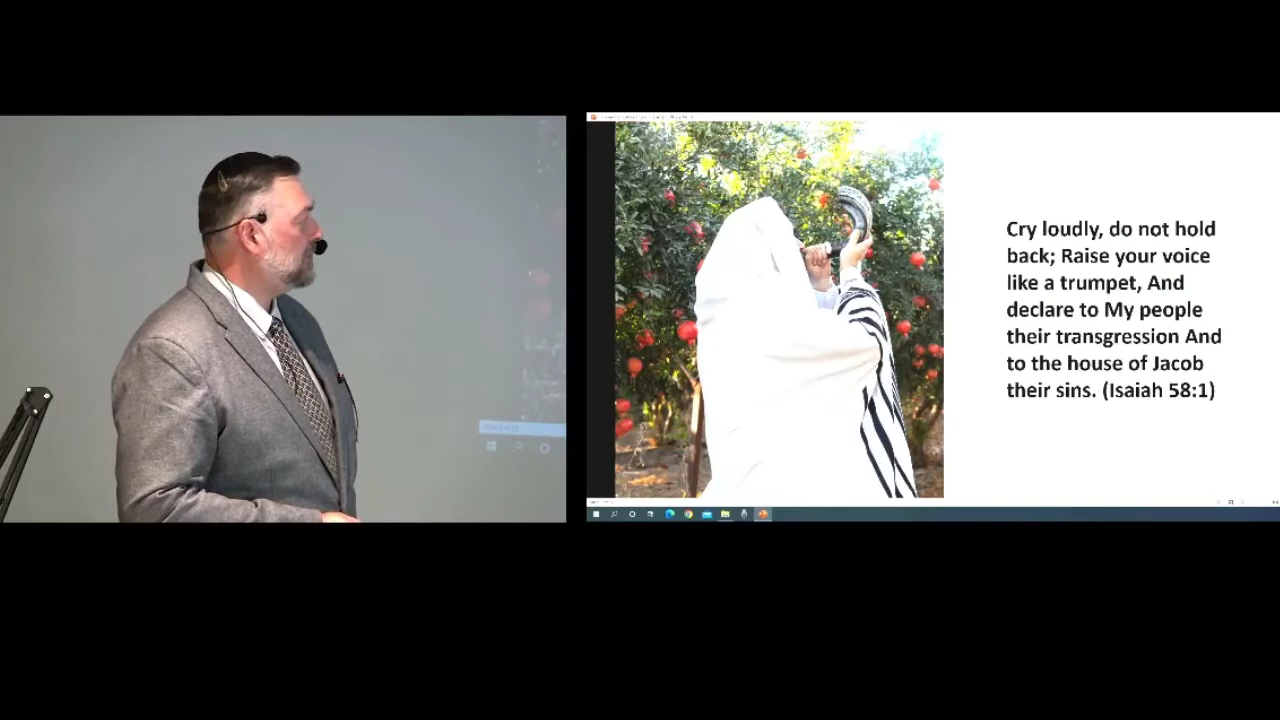 Cry loudly, do not hold
back; Raise your voice
like a trumpet, And
declare to My people
their transgression And
to the house of Jacob
their sins. (Isaiah 58:1)